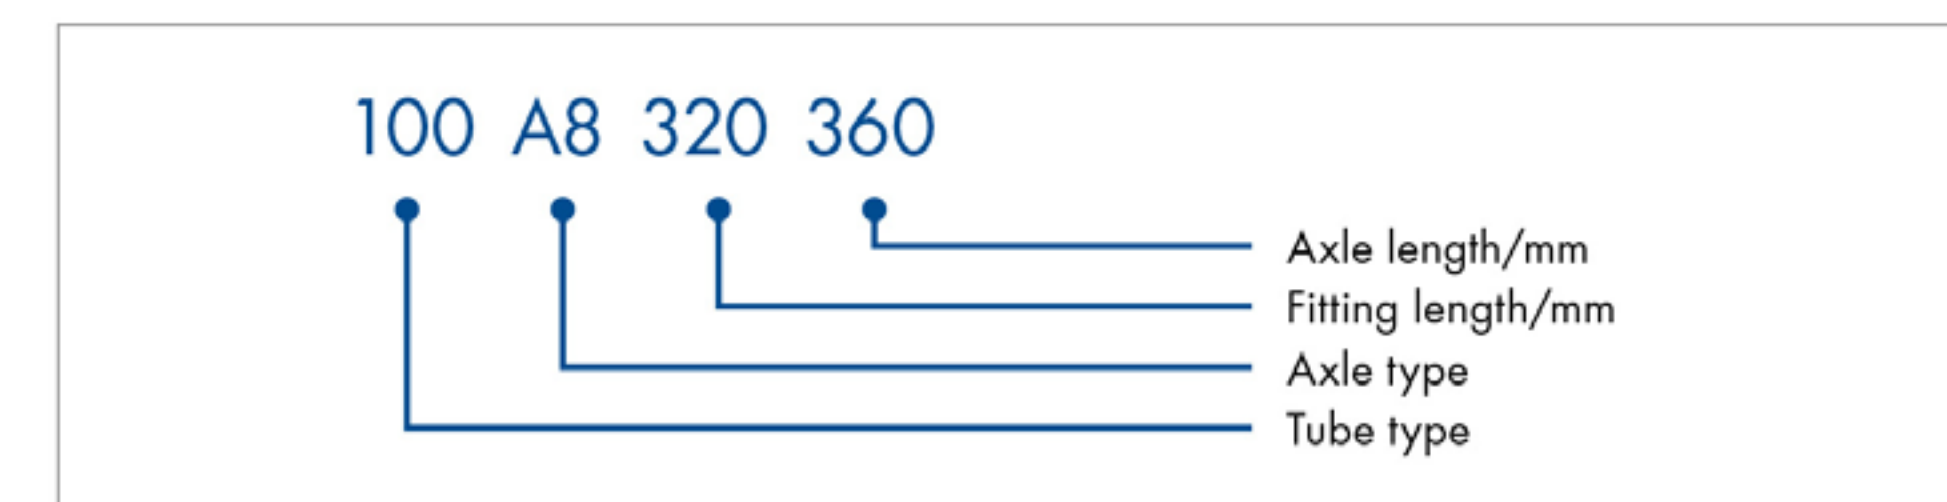 100 A8 320 360
Axle length/mm
Fitting length/mm
Axle type
Tube type